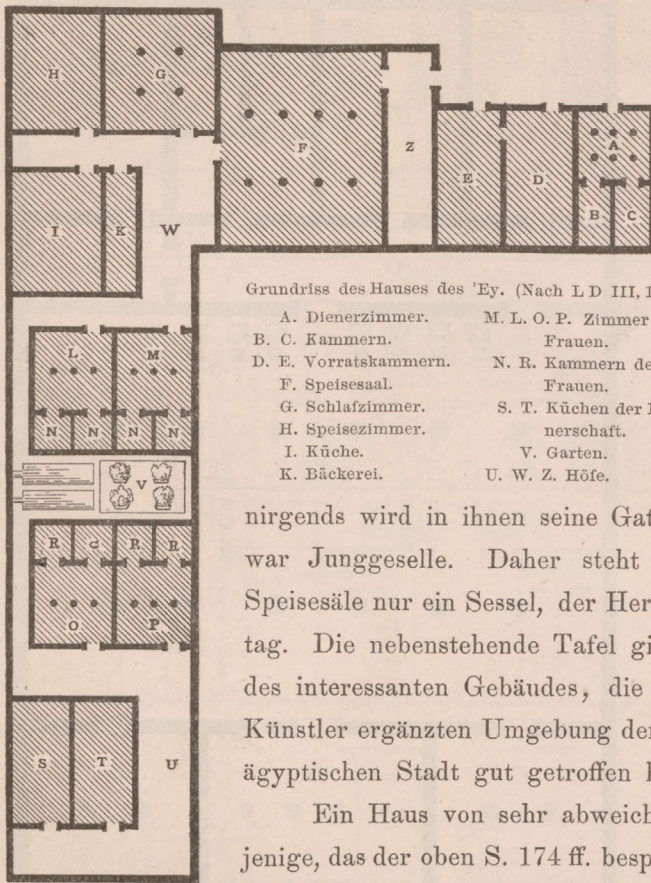 H G F Z E D A
B C
I K W
Grundriss des Hauses des 'Ey. (Nach L D III, 1
A. Dienerzimmer.
B. C. Kammern.
D. E. Vorratskammern.
F. Speisesaal.
G. Schlafzimmer.
H. Speisezimmer.
I. Küche.
K. Bäckerei.
M. L. O. P. Zimmer
Frauen.
N. R. Kammern de
Frauen.
S. T. Küchen der
nerschaft.
V. Garten.
U. W. Z. Höfe.
L M
N N N N
V
R R R
O P
S T U
nirgends wird in ihnen seine Gat
war Junggeselle. Daher steht
Speisesäle nur ein Sessel, der Her
tag. Die nebenstehende Tafel gi
des interessanten Gebäudes, die
Künstler ergänzten Umgebung der
ägyptischen Stadt gut getroffen
Ein Haus von sehr abweich
jenige, das der oben S. 174 ff. besp